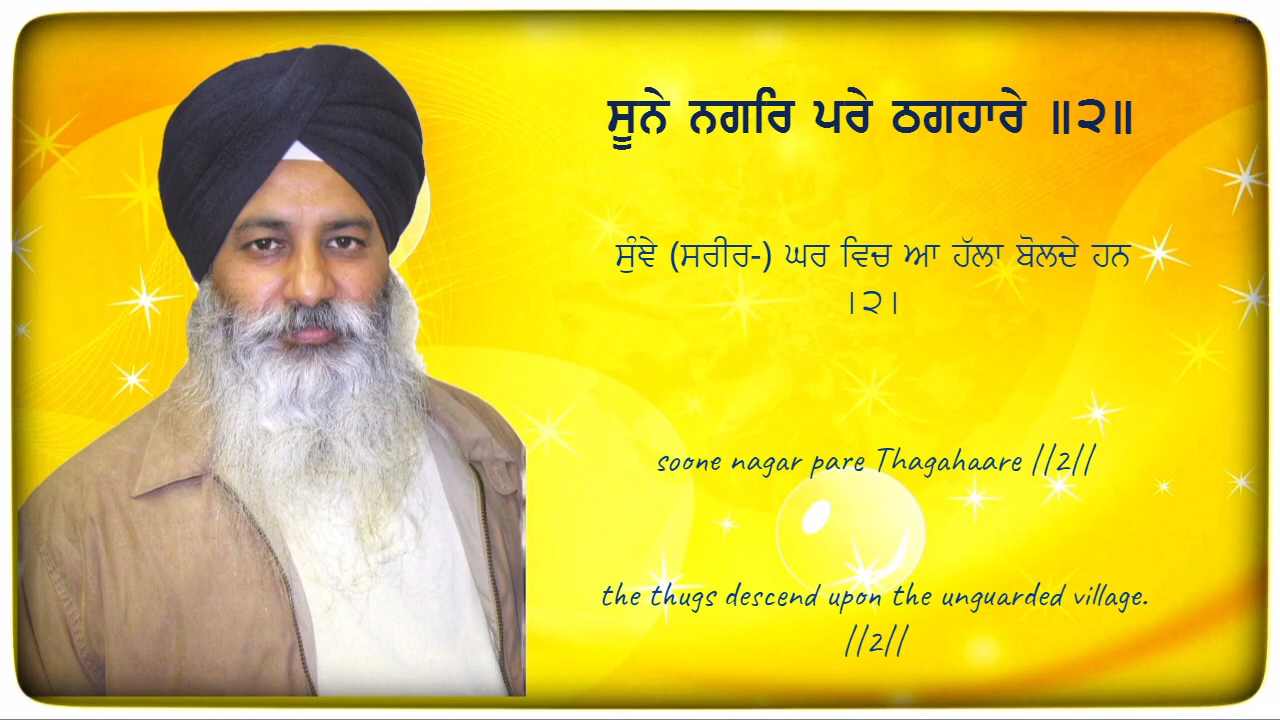 ਸੂਨੇ ਨਗਰਿ ਪਰੇ ਠਗਹਾਰੇ ॥੨॥
ਸੁੰਞੇ (ਸਰੀਰ-) ਘਰ ਵਿਚ ਆ ਹੱਲਾ ਬੋਲਦੇ ਹਨ
।੨।
soone nagar pare Thagahaare ||2||
the thugs descend upon the unguarded village.
||2||